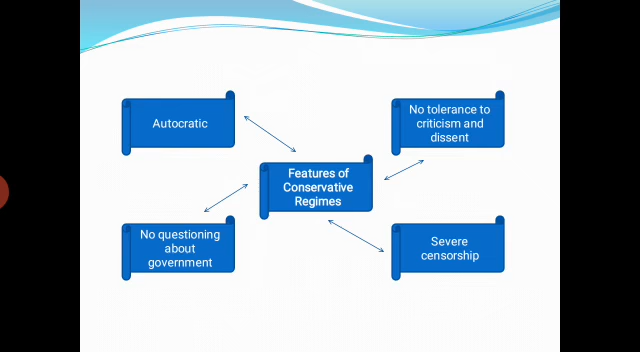 Autocratic
No tolerance to
criticism and
dissent
Features of
Conservative
Regimes
No questioning
about
government
Severe
censorship